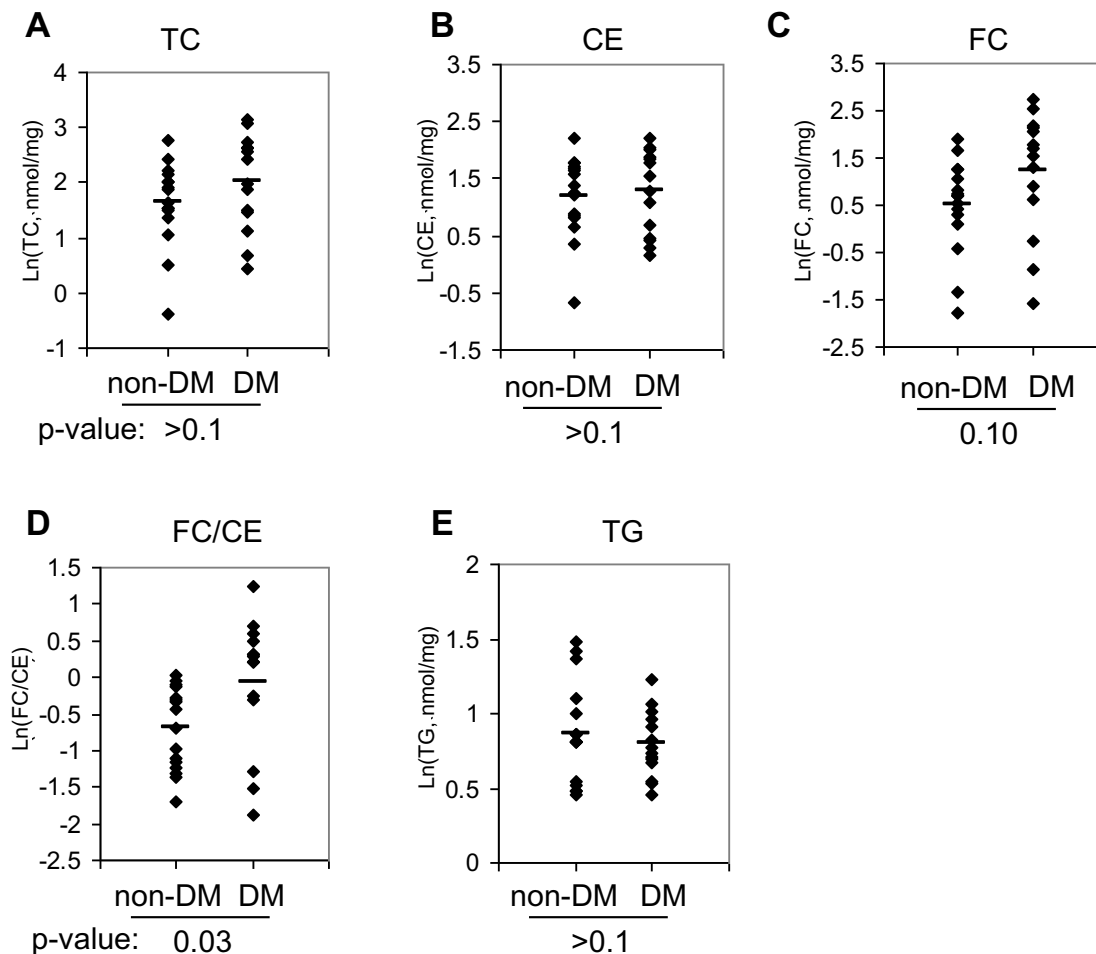 A
TC
Ln(TC, nmol/mg)
4
3
2
1
0
-1
non-DM DM
p-value: >0.1
B
CE
Ln(CE, nmol/mg)
3.5
2.5
1.5
0.5
-0.5
-1.5
non-DM DM
>0.1
C
FC
Ln(FC, nmol/mg)
3.5
2.5
1.5
0.5
-0.5
-1.5
-2.5
non-DM DM
0.10
D
FC/CE
Ln(FC/CE)
1.5
1
0.5
0
-0.5
-1
-1.5
-2
-2.5
non-DM DM
p-value: 0.03
E
TG
Ln(TG, nmol/mg)
2
1.5
1
0.5
0
non-DM DM
>0.1